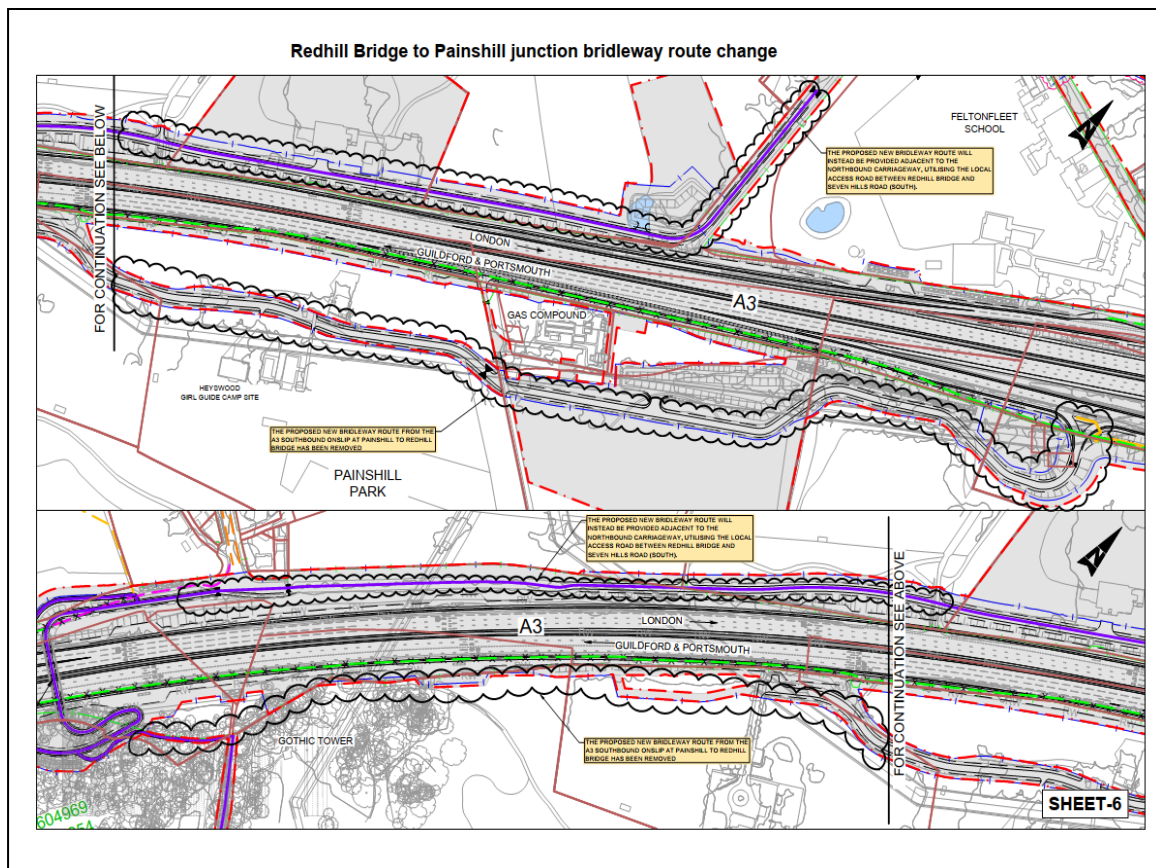 Redhill Bridge to Painshill junction bridleway route change
FOR CONTINUATION SEE BELOW
FELTONFLEET
SCHOOL
THE PROPOSED NEW BRIDLEWAY ROUTE WILL
INSTEAD BE PROVIDED ADJACENT TO THE
NORTHBOUND CARRIAGEWAY, UTILISING THE LOCAL
ACCESS ROAD BETWEEN REDHILL BRIDGE AND
SEVEN HILLS ROAD (SOUTH).
N
LONDON
GUILDFORD & PORTSMOUTH
A3
GAS COMPOUND
HEYSWOOD
GIRL GUIDE CAMP SITE
THE PROPOSED NEW BRIDLEWAY ROUTE FROM THE
A3 SOUTHBOUND ONSLIP AT PAINSHILL TO REDHILL
BRIDGE HAS BEEN REMOVED
PAINSHILL
PARK
THE PROPOSED NEW BRIDLEWAY ROUTE WILL
INSTEAD BE PROVIDED ADJACENT TO THE
NORTHBOUND CARRIAGEWAY, UTILISING THE LOCAL
ACCESS ROAD BETWEEN REDHILL BRIDGE AND
SEVEN HILLS ROAD (SOUTH).
N
A3
LONDON
GUILDFORD & PORTSMOUTH
FOR CONTINUATION SEE ABOVE
GOTHIC TOWER
THE PROPOSED NEW BRIDLEWAY ROUTE FROM THE
A3 SOUTHBOUND ONSLIP AT PAINSHILL TO REDHILL
BRIDGE HAS BEEN REMOVED
SHEET-6
604969